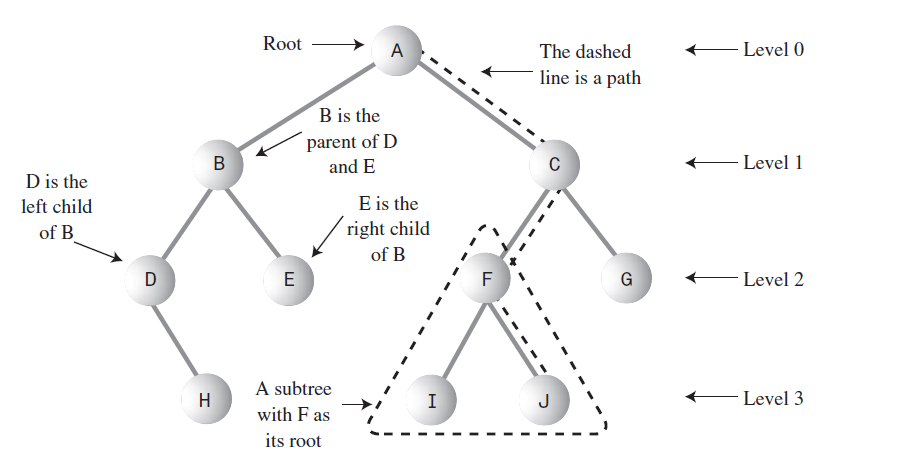 Root
A
The dashed
line is a path
Level 0
B is the
parent of D
and E
B
C
Level 1
D is the
left child
of B
E is the
right child
of B
D
E
F
G
Level 2
A subtree
with F as
its root
H
I
J
Level 3